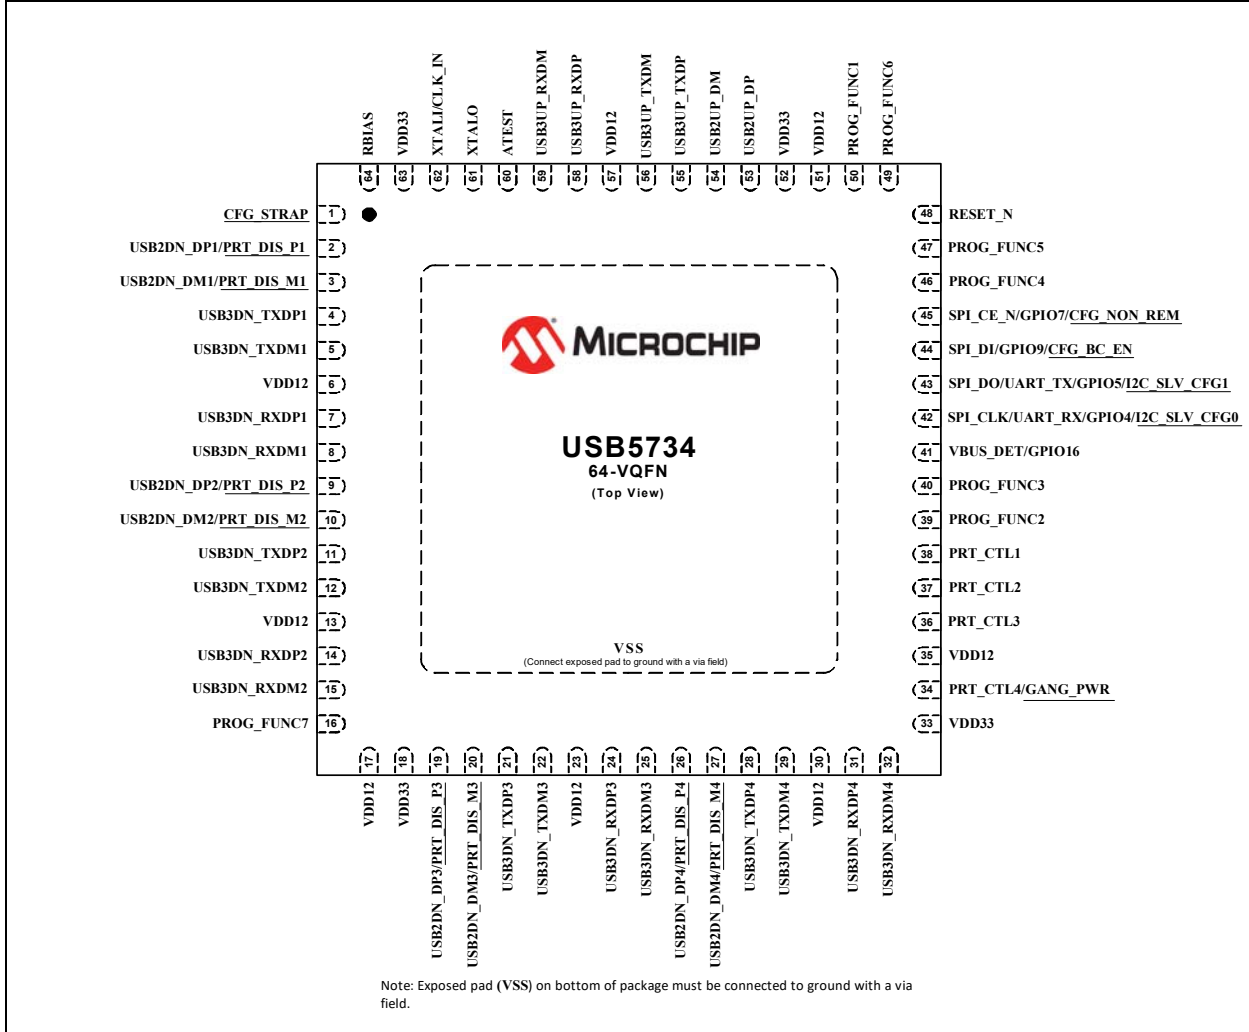 RBIAS
VDD33
XTALI/CLK_IN
XTALO
ATEST
USB3UP_RXDM
USB3UP_RXDP
VDD12
USB3UP_TXDM
USB3UP_TXDP
USB2UP_DM
USB2UP_DP
VDD33
VDD12
PROG_FUNC1
PROG_FUNC6
64
63
62
61
60
59
58
57
56
55
54
53
52
51
50
49
CFG_STRAP 1
USB2DN_DP1/PRT_DIS_P1 2
USB2DN_DM1/PRT_DIS_M1 3
USB3DN_TXDP1 4
USB3DN_TXDM1 5
VDD12 6
USB3DN_RXDP1 7
USB3DN_RXDM1 8
USB2DN_DP2/PRT_DIS_P2 9
USB2DN_DM2/PRT_DIS_M2 10
USB3DN_TXDP2 11
USB3DN_TXDM2 12
VDD12 13
USB3DN_RXDP2 14
USB3DN_RXDM2 15
PROG_FUNC7 16
MICROCHIP
USB5734
64-VQFN
(Top View)
VSS
(Connect exposed pad to ground with a via field)
48 RESET_N
47 PROG_FUNC5
46 PROG_FUNC4
45 SPI_CE_N/GPIO7/CFG_NON_REM
44 SPI_DI/GPIO9/CFG_BC_EN
43 SPI_DO/UART_TX/GPIO5/I2C_SLV_CFG1
42 SPI_CLK/UART_RX/GPIO4/I2C_SLV_CFG0
41 VBUS_DET/GPIO16
40 PROG_FUNC3
39 PROG_FUNC2
38 PRT_CTL1
37 PRT_CTL2
36 PRT_CTL3
35 VDD12
34 PRT_CTL4/GANG_PWR
33 VDD33
17
18
19
20
21
22
23
24
25
26
27
28
29
30
31
32
VDD12
VDD33
USB2DN_DP3/PRT_DIS_P3
USB2DN_DM3/PRT_DIS_M3
USB3DN_TXDP3
USB3DN_TXDM3
VDD12
USB3DN_RXDP3
USB3DN_RXDM3
USB2DN_DP4/PRT_DIS_P4
USB2DN_DM4/PRT_DIS_M4
USB3DN_TXDP4
USB3DN_TXDM4
VDD12
USB3DN_RXDP4
USB3DN_RXDM4
Note: Exposed pad (VSS) on bottom of package must be connected to ground with a via
field.